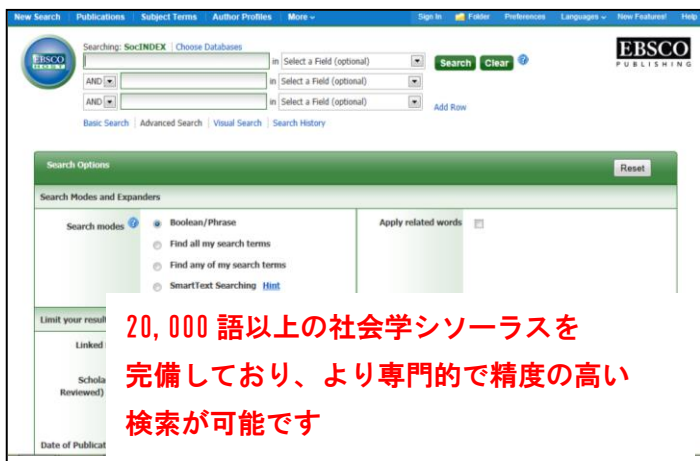 New Search Publications Subject Terms Author Profiles More Sign In Folder Preferences Languages New Features! Help
EBSCO HOST
Searching: SocINDEX Choose Databases
in Select a Field (optional) Search Clear
AND in Select a Field (optional)
AND in Select a Field (optional) Add Row
Basic Search Advanced Search Visual Search Search History
EBSCO
PUBLISHING
Search Options Reset
Search Modes and Expanders
Search modes Boolean/Phrase Apply related words
Find all my search terms
Find any of my search terms
SmartText Searching Hint
Limit your result
Linked
Schola
Reviewed)
Date of Publicat
20,000語以上の社会学シソーラスを
完備しており、より専門的で精度の高い
検索が可能です